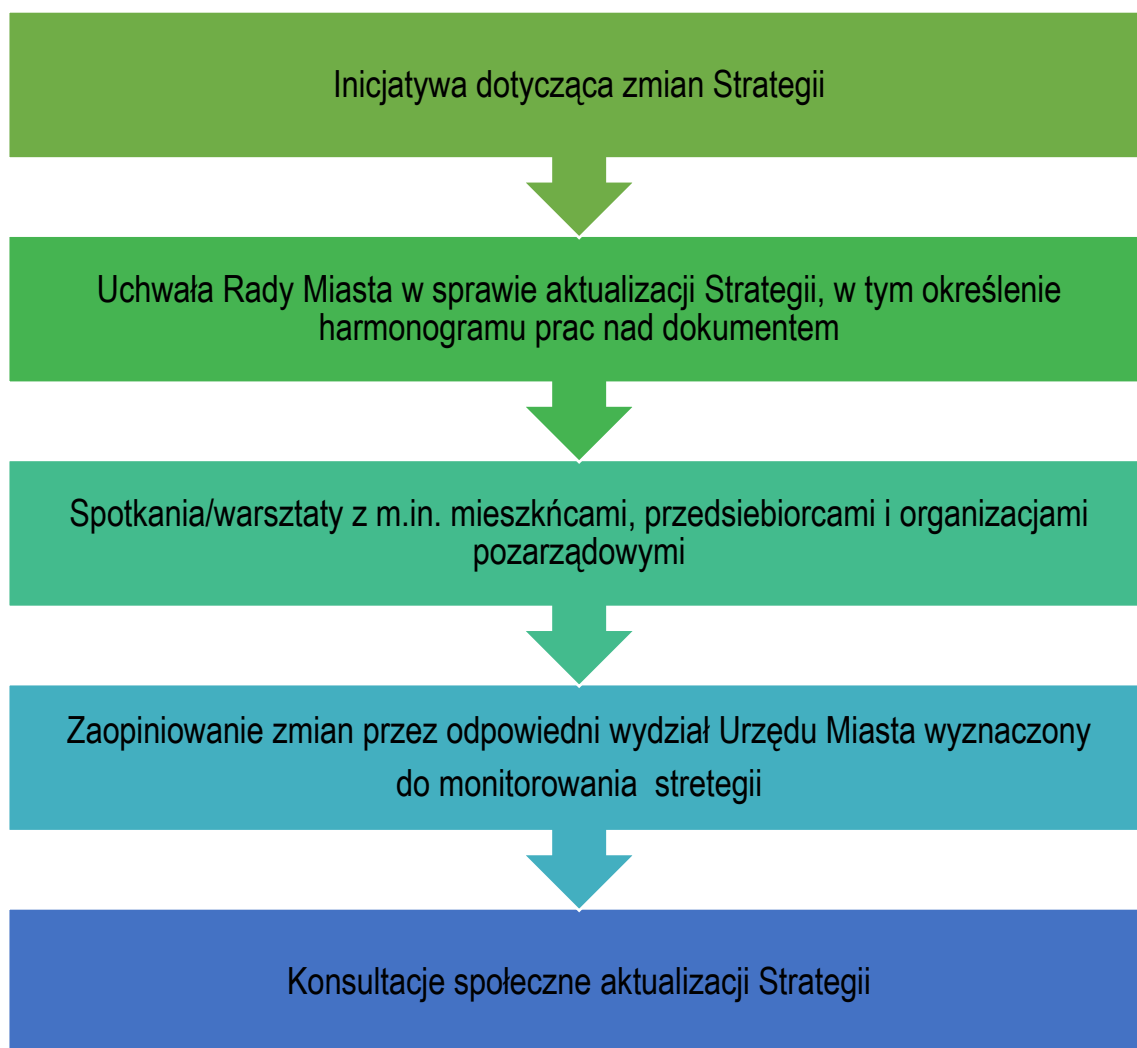 Inicjatywa dotycząca zmian Strategii
Uchwała Rady Miasta w sprawie aktualizacji Strategii, w tym określenie
harmonogramu prac nad dokumentem
Spotkania/warsztaty z m.in. mieszkńcami, przedsiebiorcami i organizacjami
pozarządowymi
Zaopiniowanie zmian przez odpowiedni wydział Urzędu Miasta wyznaczony
do monitorowania  stretegii
Konsultacje społeczne aktualizacji Strategii